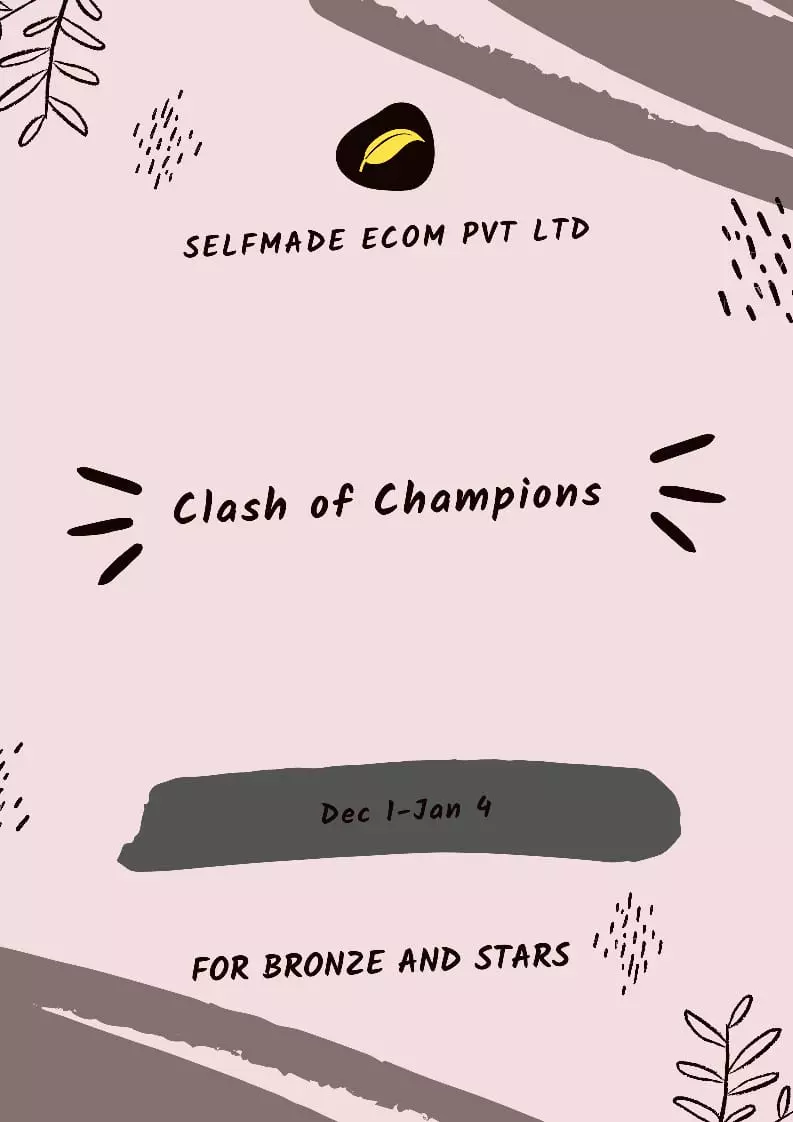 SELFMADE ECOM PVT LTD
Clash of Champions
Dec 1-Jan 4
FOR BRONZE AND STARS